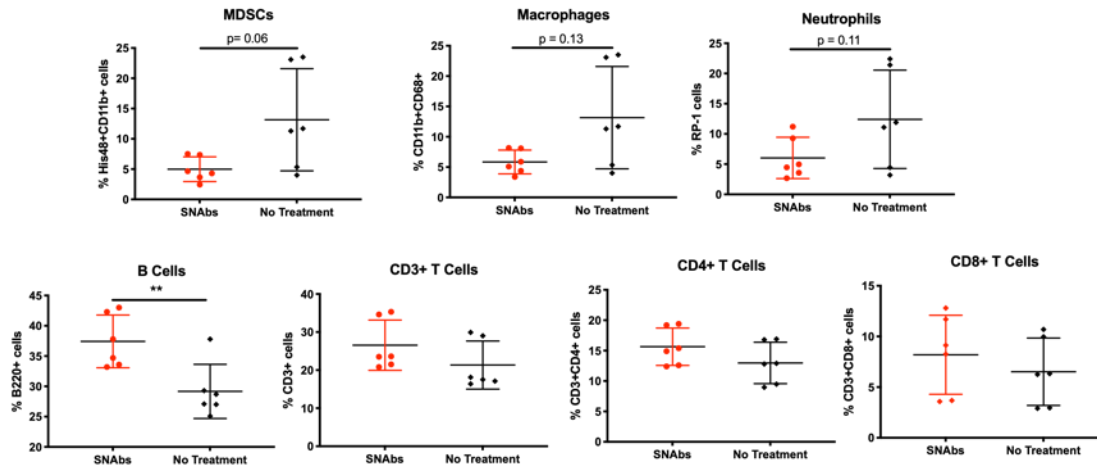 MDSCs
p= 0.06
% His48+CD11b+ cells
25
20
15
10
5
0
SNAbs
No Treatment
Macrophages
p = 0.13
% CD11b+CD68+
25
20
15
10
5
0
SNAbs
No Treatment
Neutrophils
p = 0.11
% RP-1 cells
25
20
15
10
5
0
SNAbs
No Treatment
B Cells
**
% B220+ cells
45
40
35
30
25
20
SNAbs
No Treatment
CD3+ T Cells
% CD3+ cells
40
30
20
10
0
SNAbs
No Treatment
CD4+ T Cells
% CD3+CD4+
25
20
15
10
5
0
SNAbs
No Treatment
CD8+ T Cells
% CD3+CD8+ cells
15
10
5
0
SNAbs
No Treatment